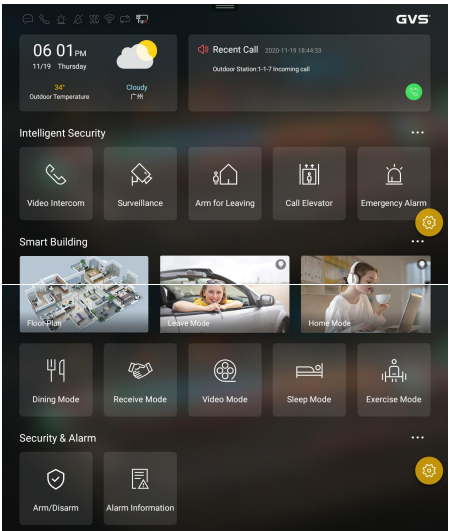 GVS
06 01 PM
11/19 Thursday
34°
Outdoor Temperature
Cloudy
广州
Recent Call 2020-11-19 18:44:33
Outdoor Station:1-1-7 Incoming call
Intelligent Security
Video Intercom
Surveillance
Arm for Leaving
Call Elevator
Emergency Alarm
Smart Building
Floor Plan
Leave Mode
Home Mode
Dining Mode
Receive Mode
Video Mode
Sleep Mode
Exercise Mode
Security & Alarm
Arm/Disarm
Alarm Information